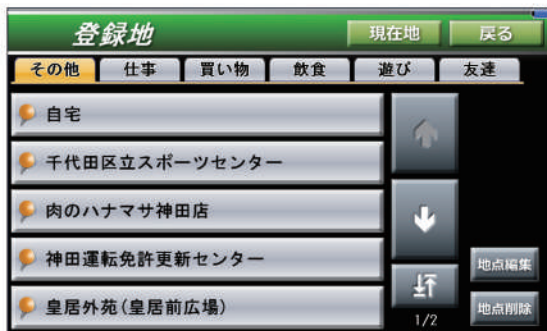 登録地
現在地
戻る
その他 仕事 買い物 飲食 遊び 友達
自宅
千代田区立スポーツセンター
肉のハナマサ神田店
神田運転免許更新センター
地点編集
皇居外苑(皇居前広場)
1/2
地点削除